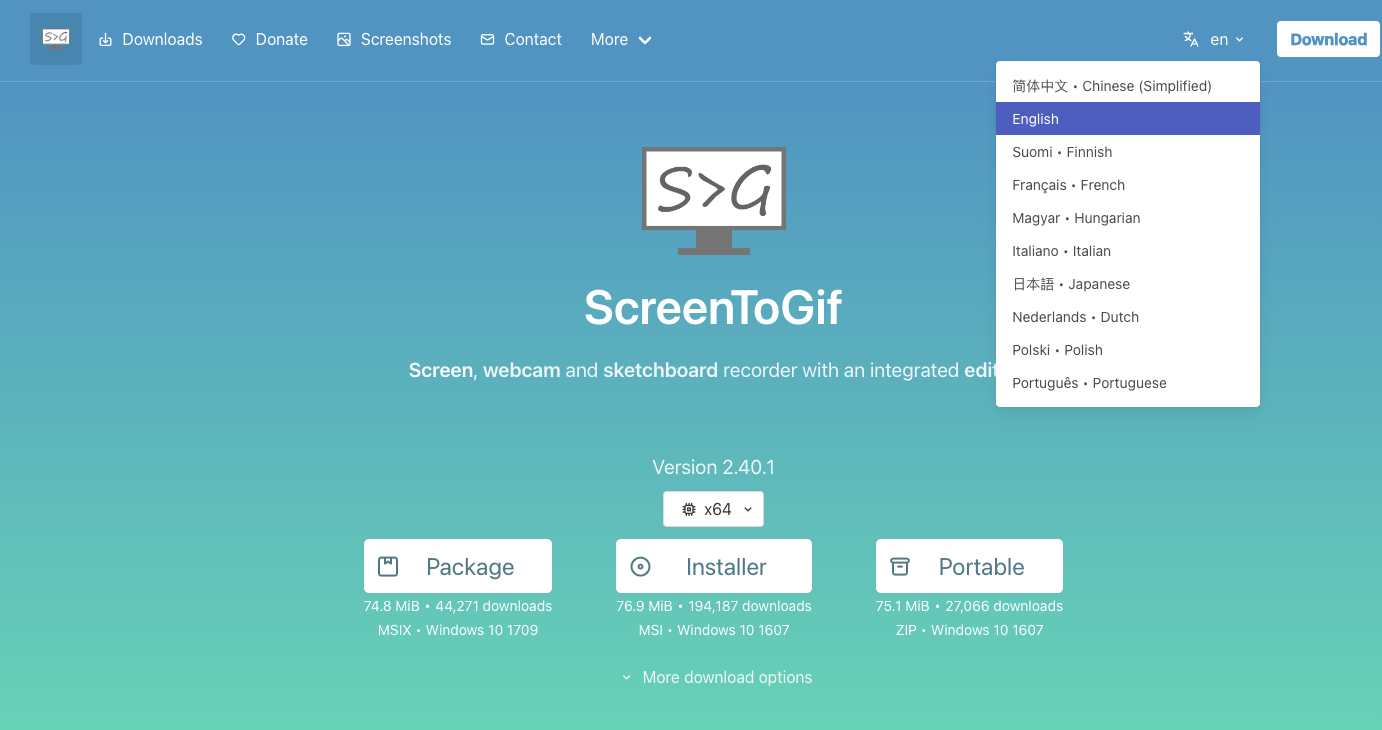 S>G Downloads Donate Screenshots Contact More en Download
简体中文 • Chinese (Simplified)
English
Suomi • Finnish
Français • French
Magyar • Hungarian
Italiano • Italian
日本語 • Japanese
Nederlands • Dutch
Polski • Polish
Português • Portuguese
S>G
ScreenToGif
Screen, webcam and sketchboard recorder with an integrated
Version 2.40.1
x64
Package Installer Portable
74.8 MiB • 44,271 downloads 76.9 MiB • 194,187 downloads 75.1 MiB • 27,066 downloads
MSIX • Windows 10 1709 MSI • Windows 10 1607 ZIP • Windows 10 1607
More download options